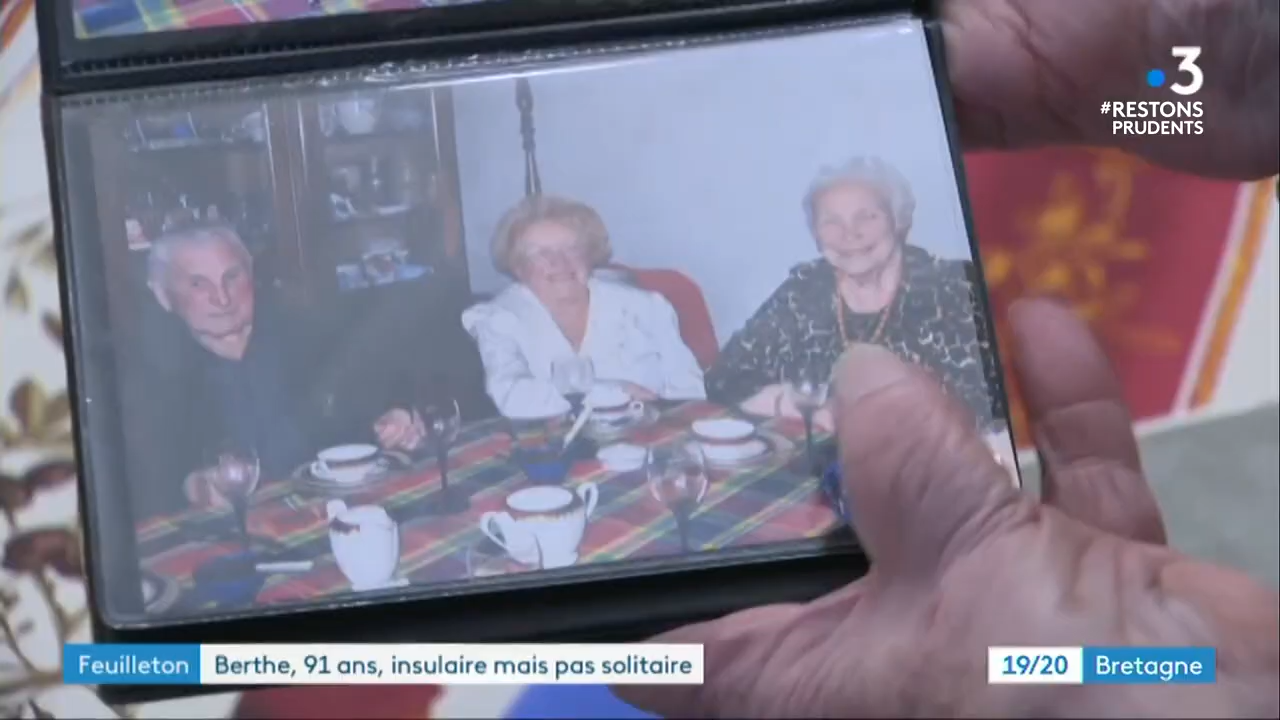 3
#RESTONS
PRUDENTS
Feuilleton
Berthe, 91 ans, insulaire mais pas solitaire
19/20
Bretagne